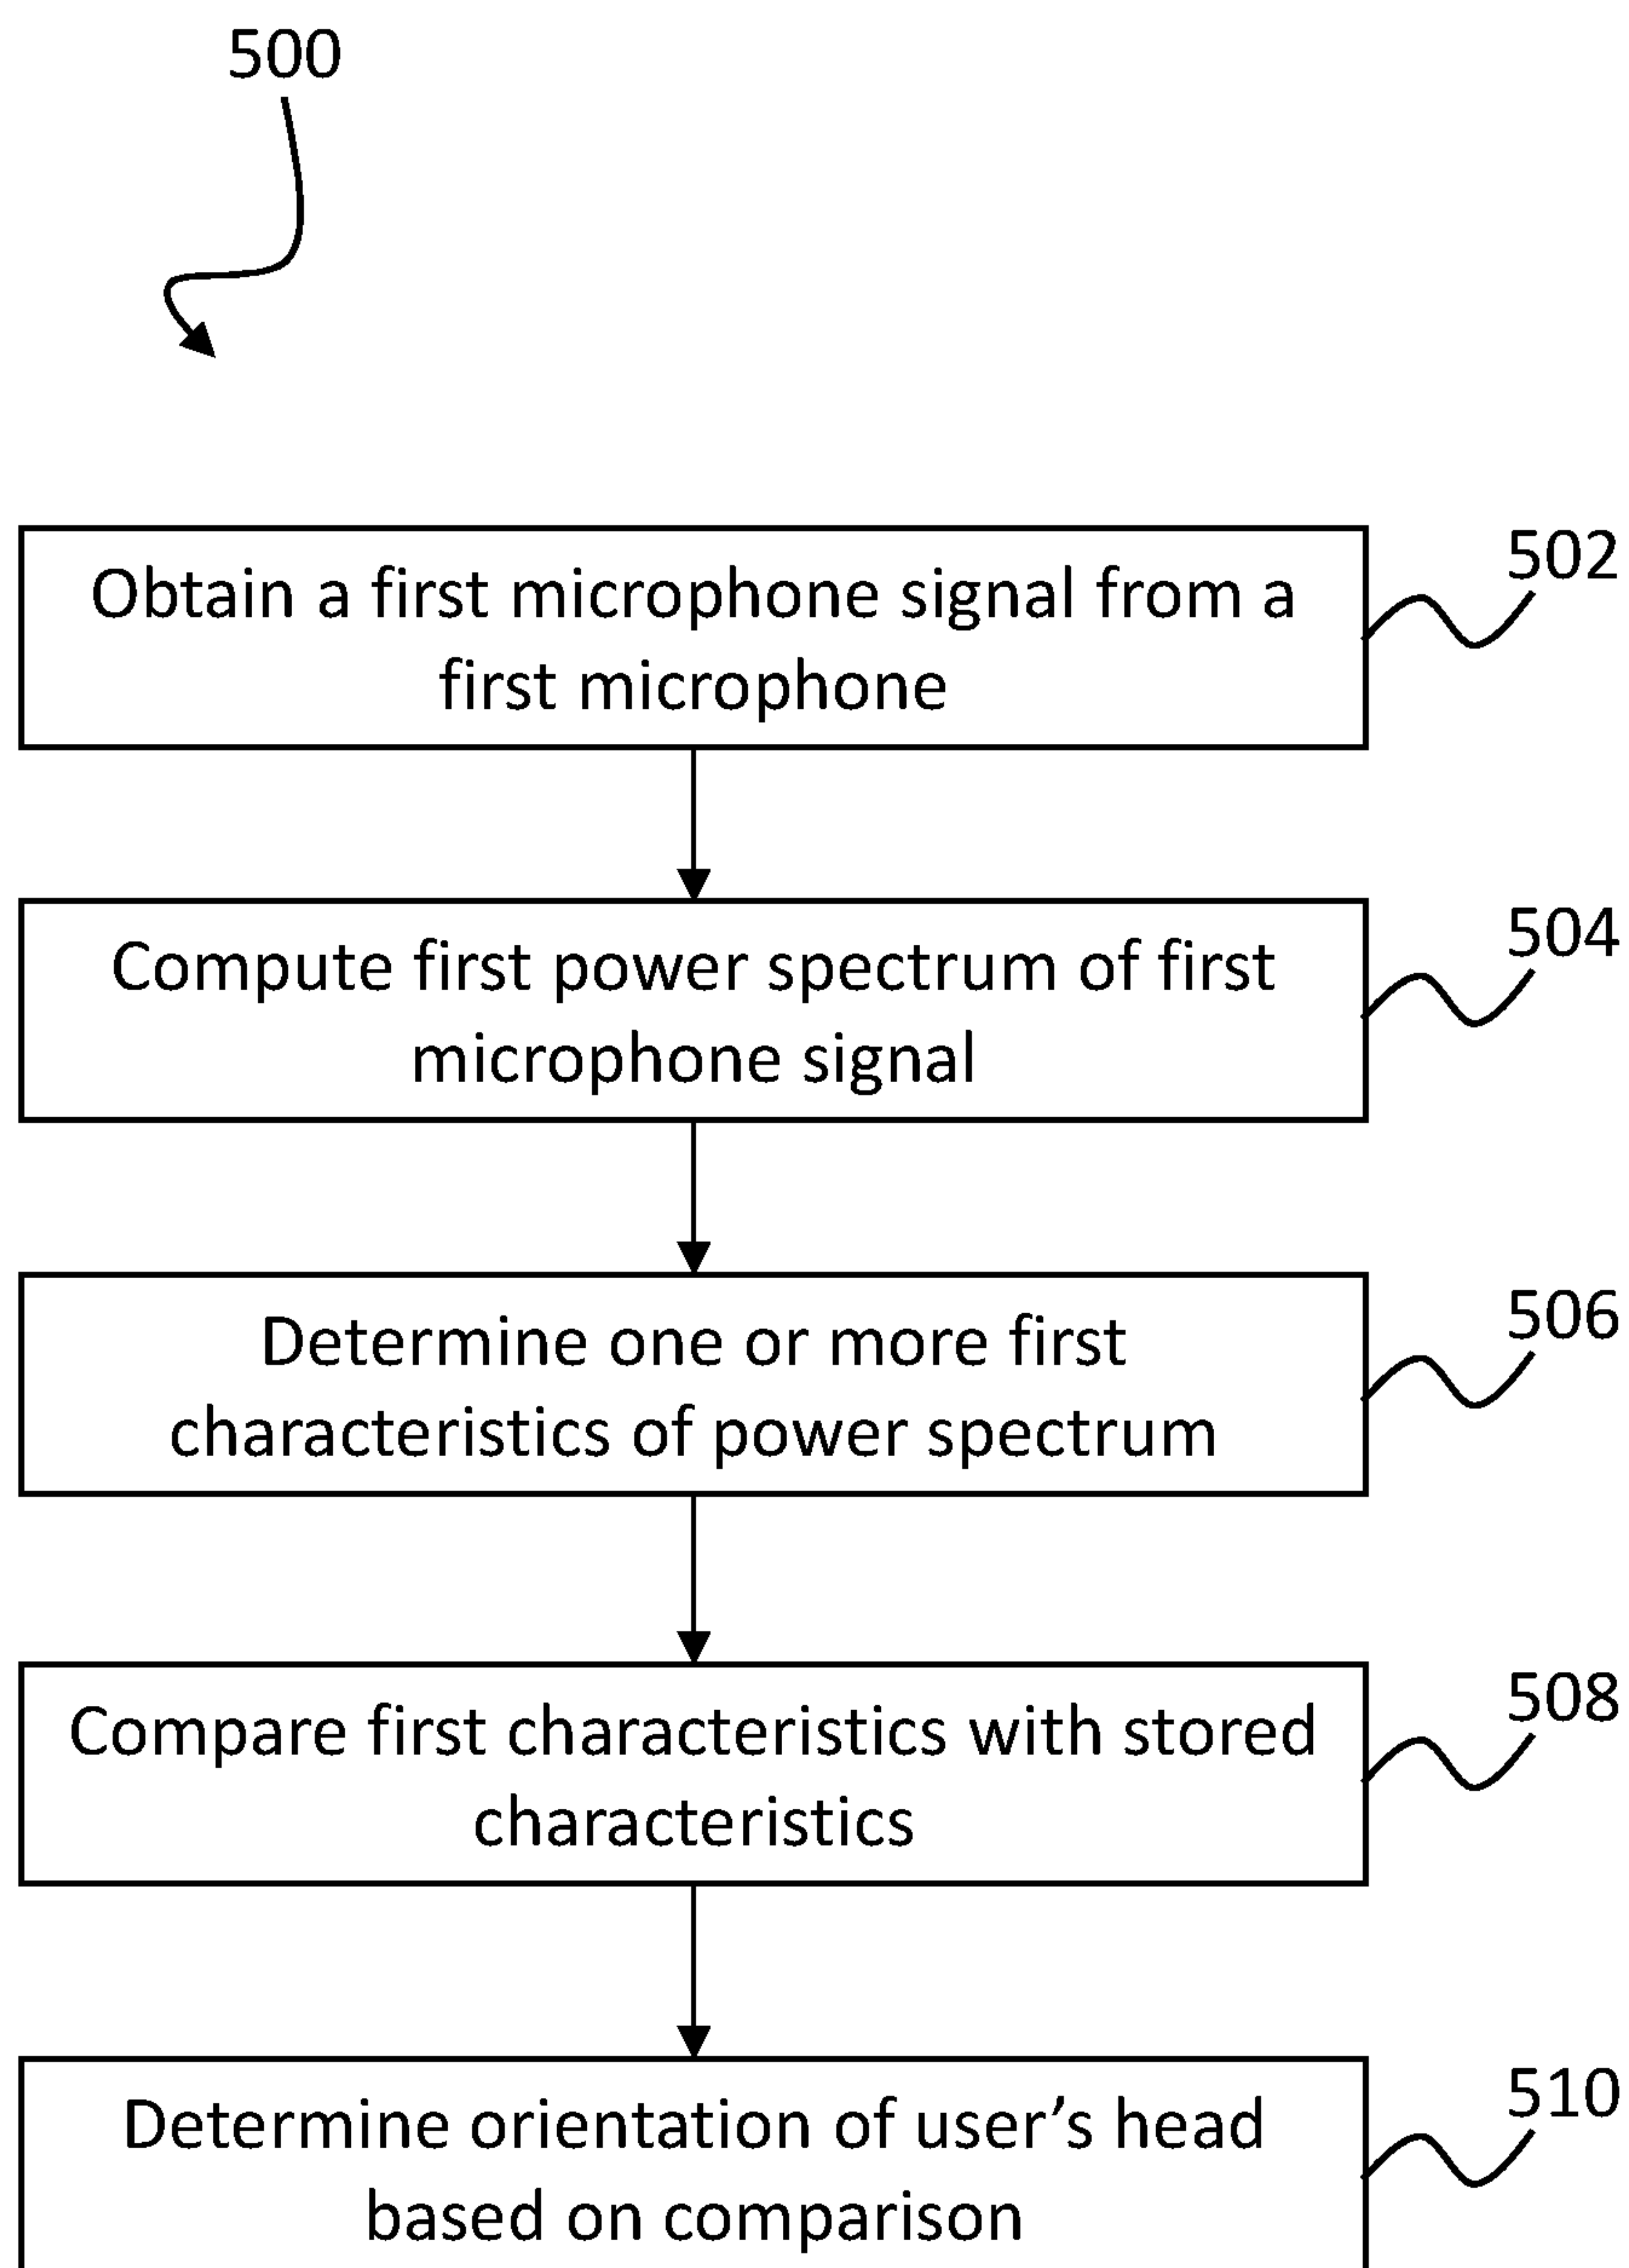 500
Obtain a first microphone signal from a
first microphone
502
Compute first power spectrum of first
microphone signal
504
Determine one or more first
characteristics of power spectrum
506
Compare first characteristics with stored
characteristics
508
Determine orientation of user’s head
based on comparison
510